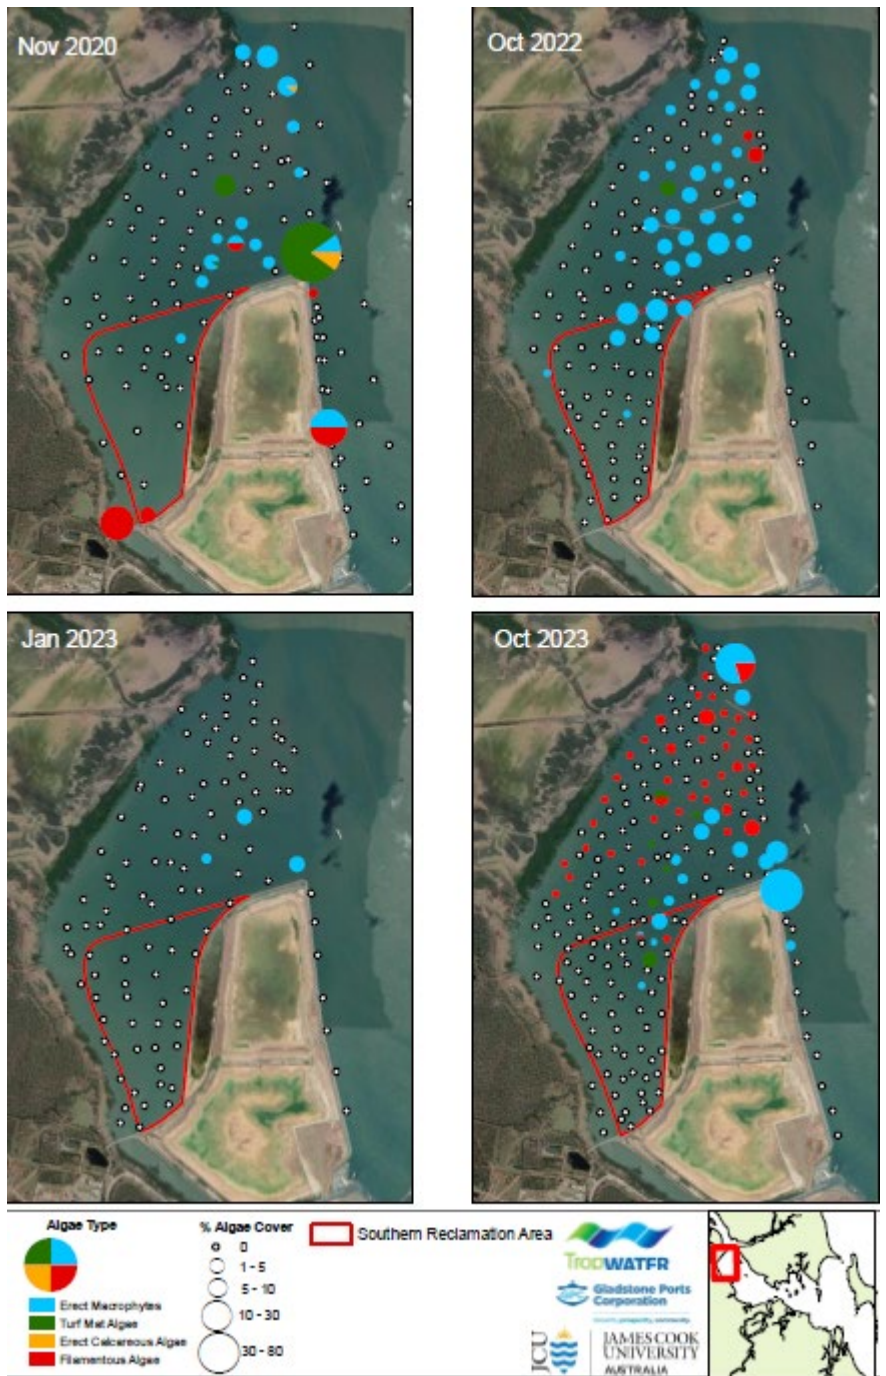 Nov 2020
Oct 2022
Jan 2023
Oct 2023
Algae Type
Erect Macrophytes
Turf Mat Algae
Erect Calcareous Algae
Filamentous Algae
% Algae Cover
0
1 - 5
5 - 10
10 - 30
30 - 80
Southern Reclamation Area
TropWATER
Gladstone Ports
Corporation
JCU
JAMES COOK
UNIVERSITY
AUSTRALIA